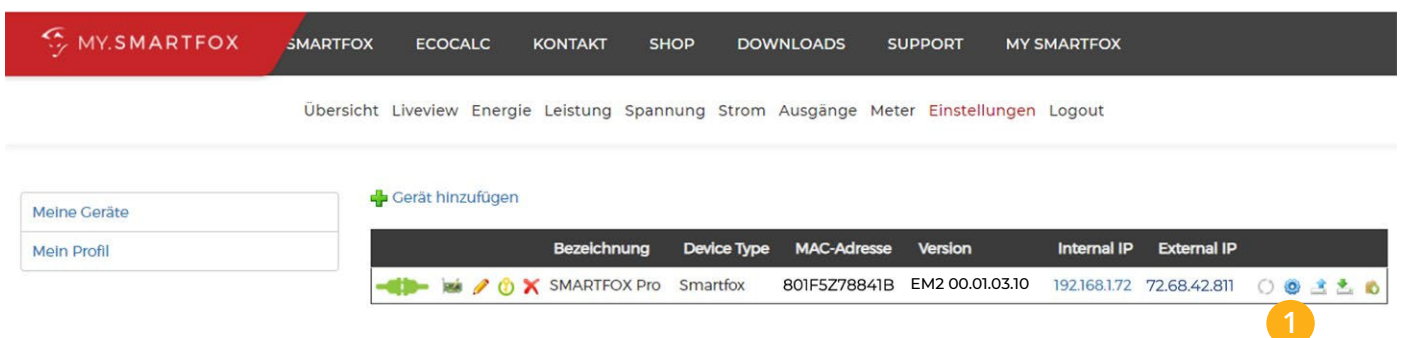 MY.SMARTFOX SMARTFOX ECOCALC KONTAKT SHOP DOWNLOADS SUPPORT MY SMARTFOX
Übersicht Liveview Energie Leistung Spannung Strom Ausgänge Meter Einstellungen Logout
Gerät hinzufügen
Meine Geräte
Mein Profil
Bezeichnung Device Type MAC-Adresse Version Internal IP External IP
SMARTFOX Pro Smartfox 801F5Z78841B EM2 00.01.03.10 192.168.1.72 72.68.42.811
1